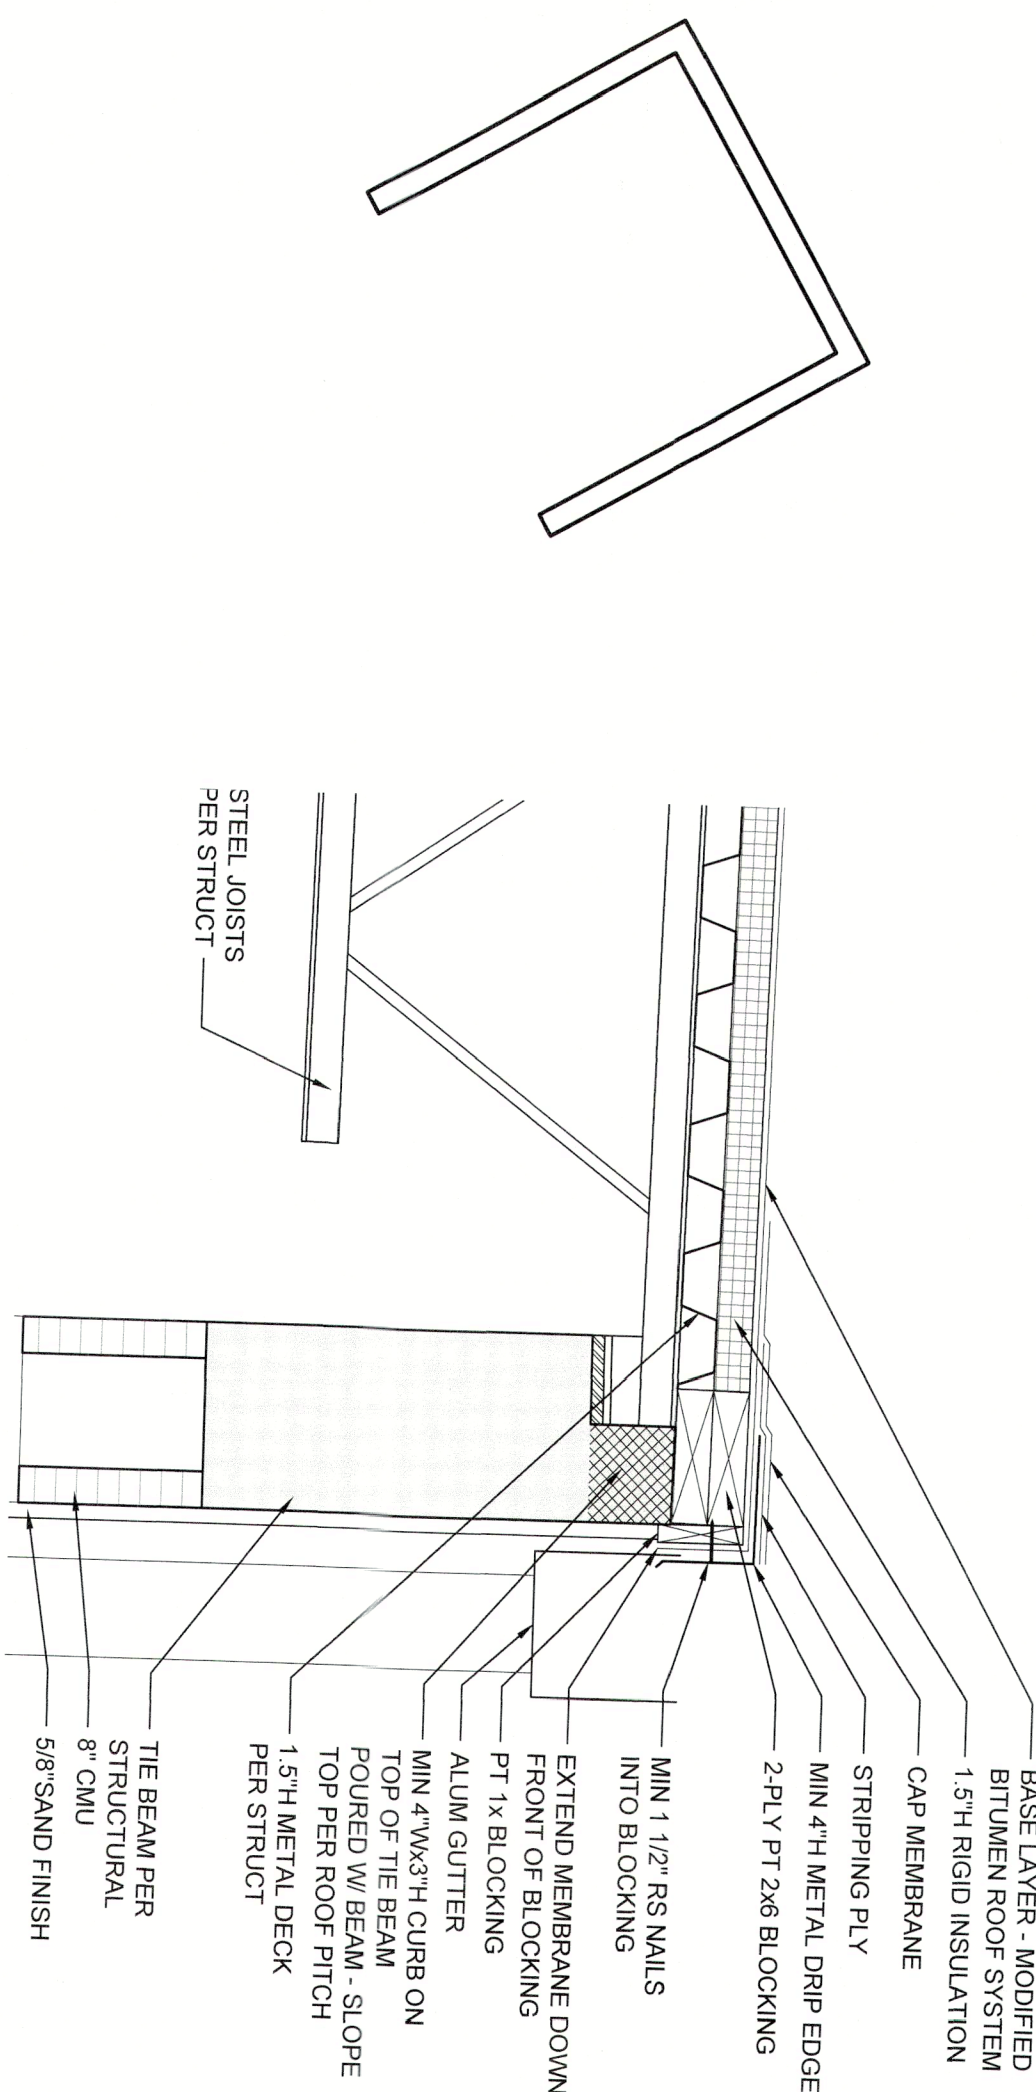 BASE LAYER - MODIFIED
BITUMEN ROOF SYSTEM
1.5"H RIGID INSULATION
CAP MEMBRANE
STRIPPING PLY
MIN 4"H METAL DRIP EDGE
2-PLY PT 2x6 BLOCKING
MIN 1 1/2" RS NAILS
INTO BLOCKING
EXTEND MEMBRANE DOWN
FRONT OF BLOCKING
PT 1x BLOCKING
ALUM GUTTER
MIN 4"Wx3"H CURB ON
TOP OF TIE BEAM
POURED W/ BEAM - SLOPE
TOP PER ROOF PITCH
1.5"H METAL DECK
PER STRUCT
TIE BEAM PER
STRUCTURAL
8" CMU
5/8"SAND FINISH
STEEL JOISTS
PER STRUCT